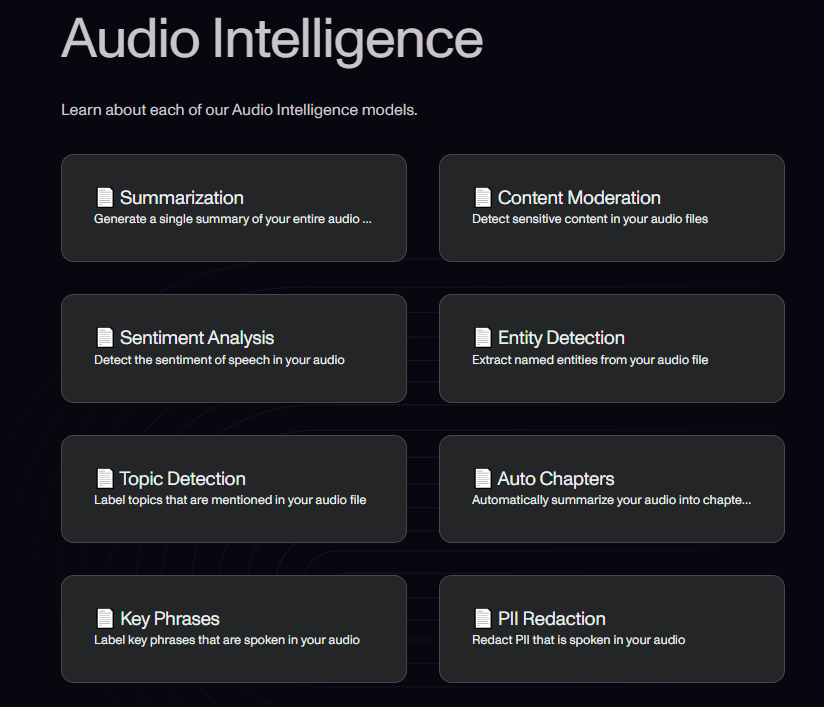 Audio Intelligence
Learn about each of our Audio Intelligence models.
Summarization
Generate a single summary of your entire audio ...
Content Moderation
Detect sensitive content in your audio files
Sentiment Analysis
Detect the sentiment of speech in your audio
Entity Detection
Extract named entities from your audio file
Topic Detection
Label topics that are mentioned in your audio file
Auto Chapters
Automatically summarize your audio into chapte...
Key Phrases
Label key phrases that are spoken in your audio
PII Redaction
Redact PII that is spoken in your audio